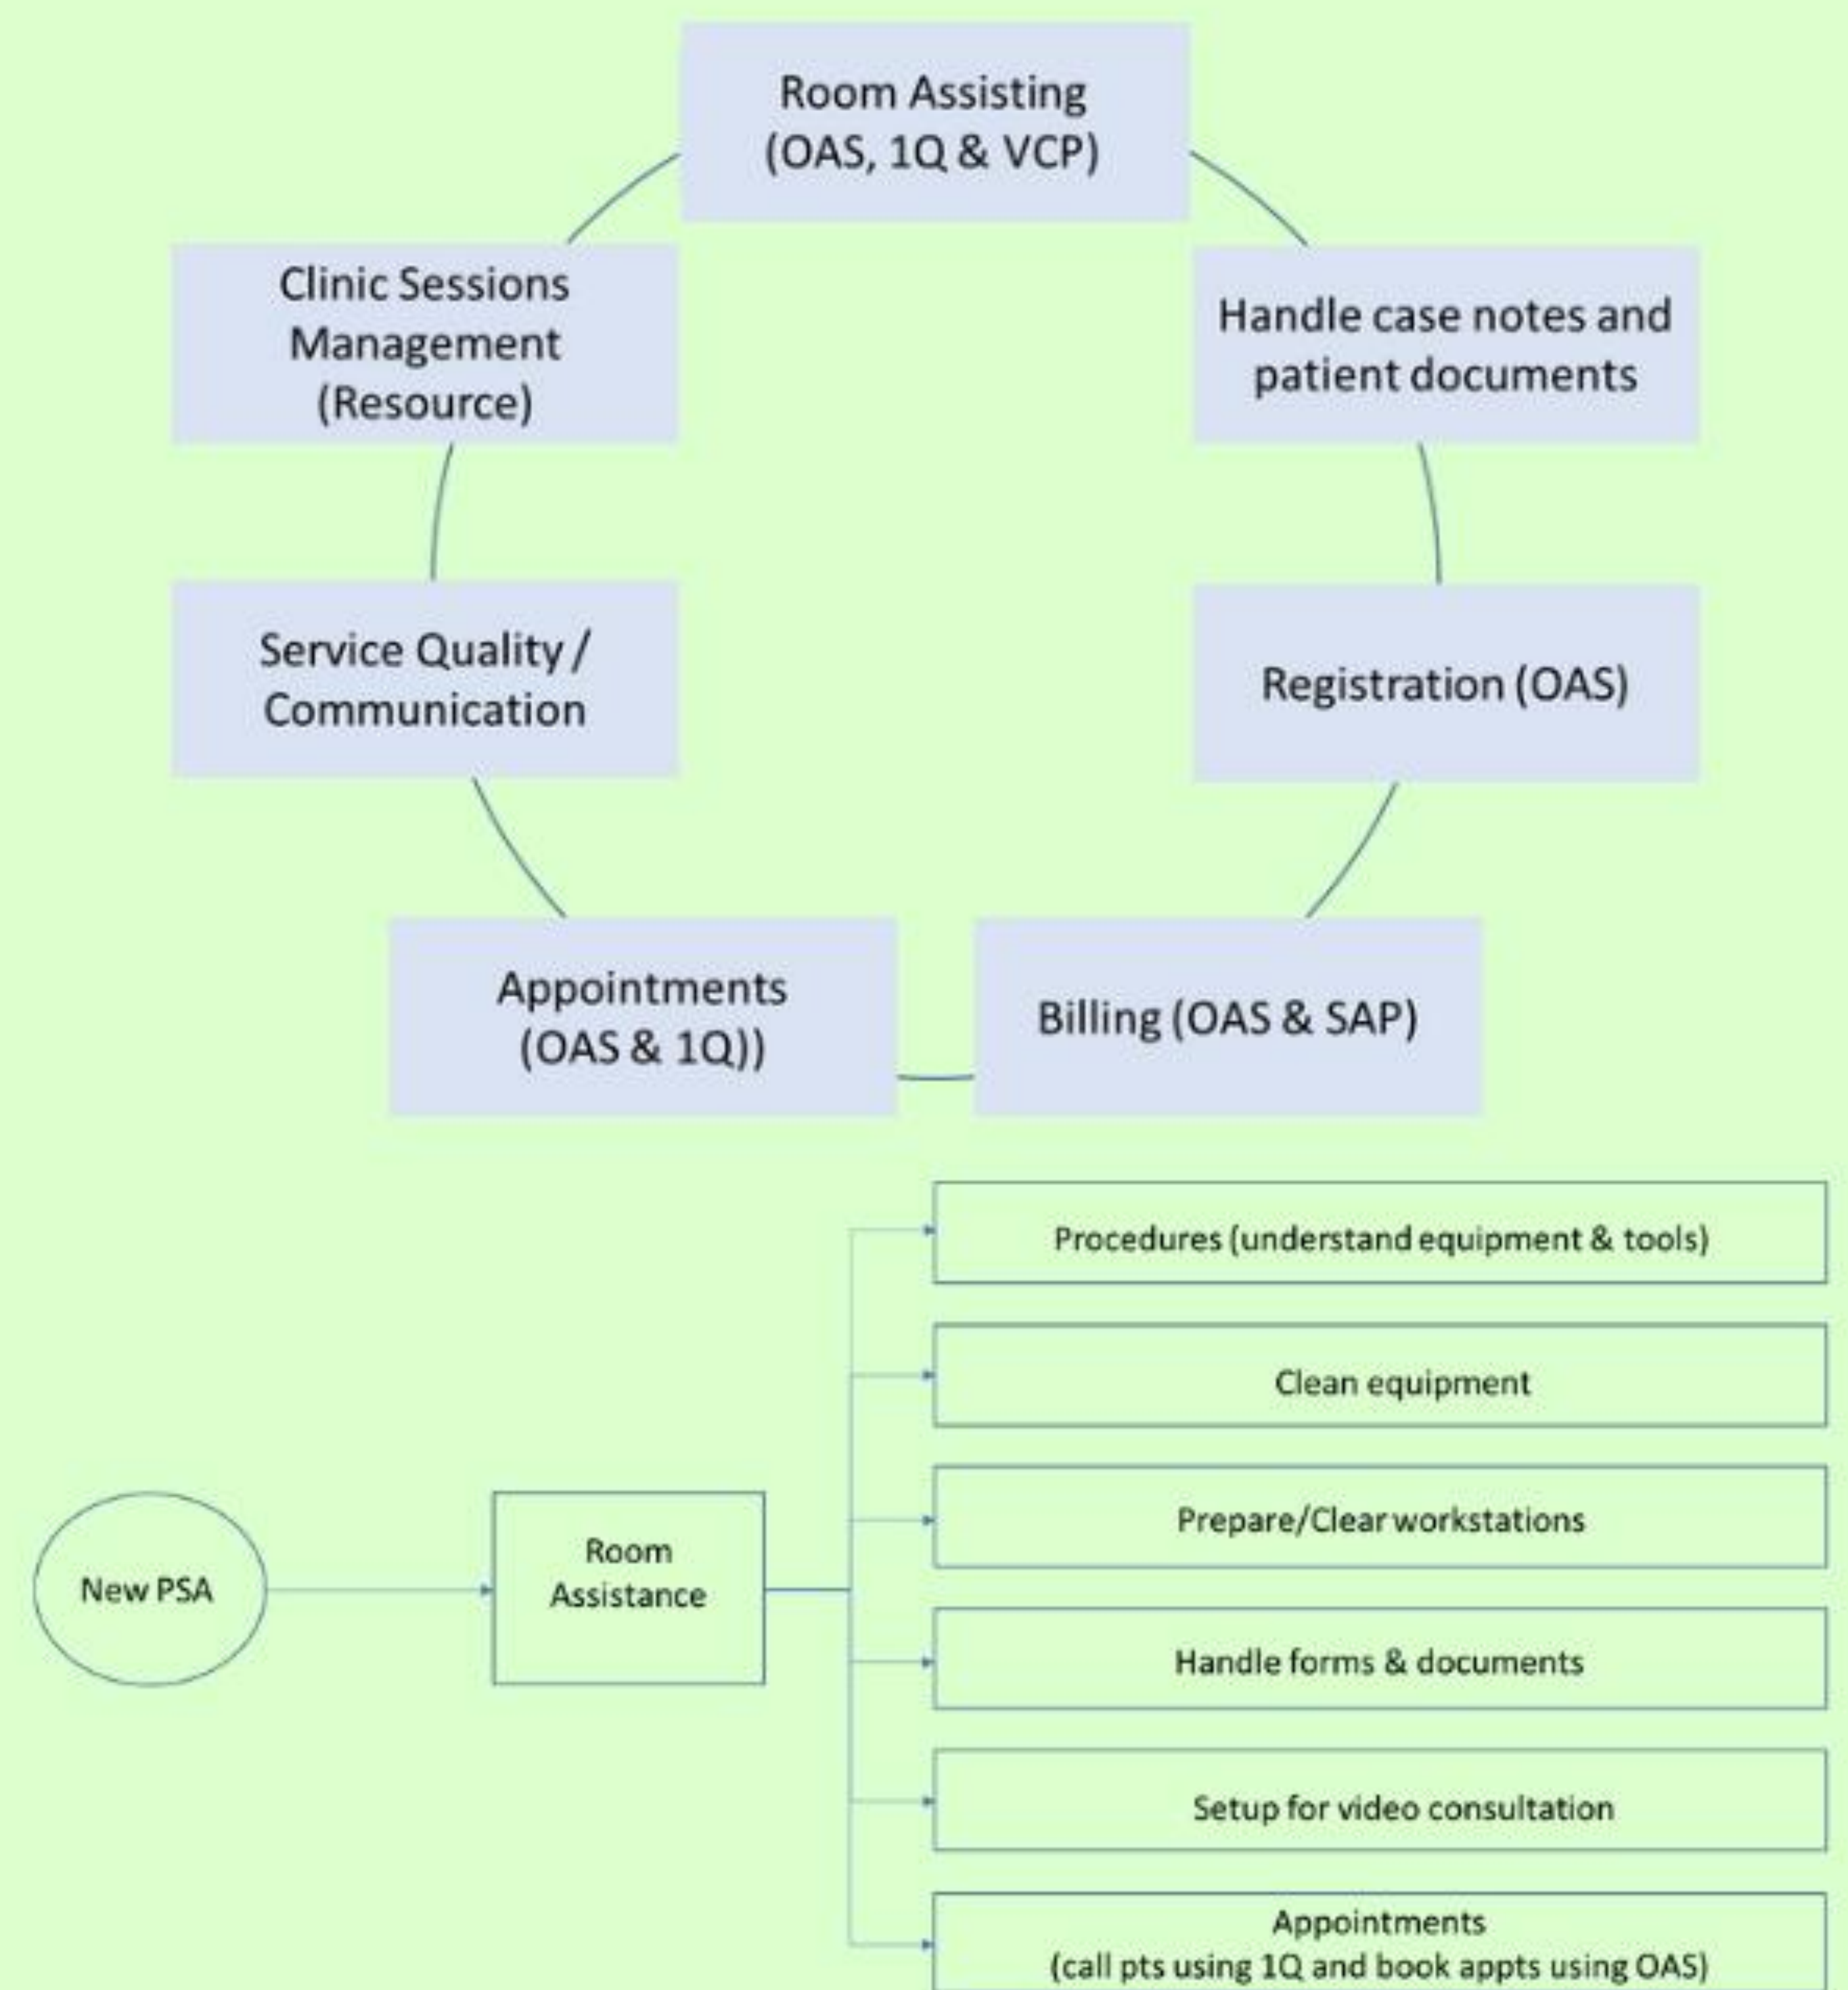 Room Assisting
(OAS, 1Q & VCP)
Clinic Sessions
Management
(Resource)
Handle case notes and
patient documents
Service Quality /
Communication
Registration (OAS)
Appointments
(OAS & 1Q))
Billing (OAS & SAP)
Procedures (understand equipment & tools)
Clean equipment
Prepare/Clear workstations
New PSA
Room
Assistance
Handle forms & documents
Setup for video consultation
Appointments
(call pts using 1Q and book appts using OAS)